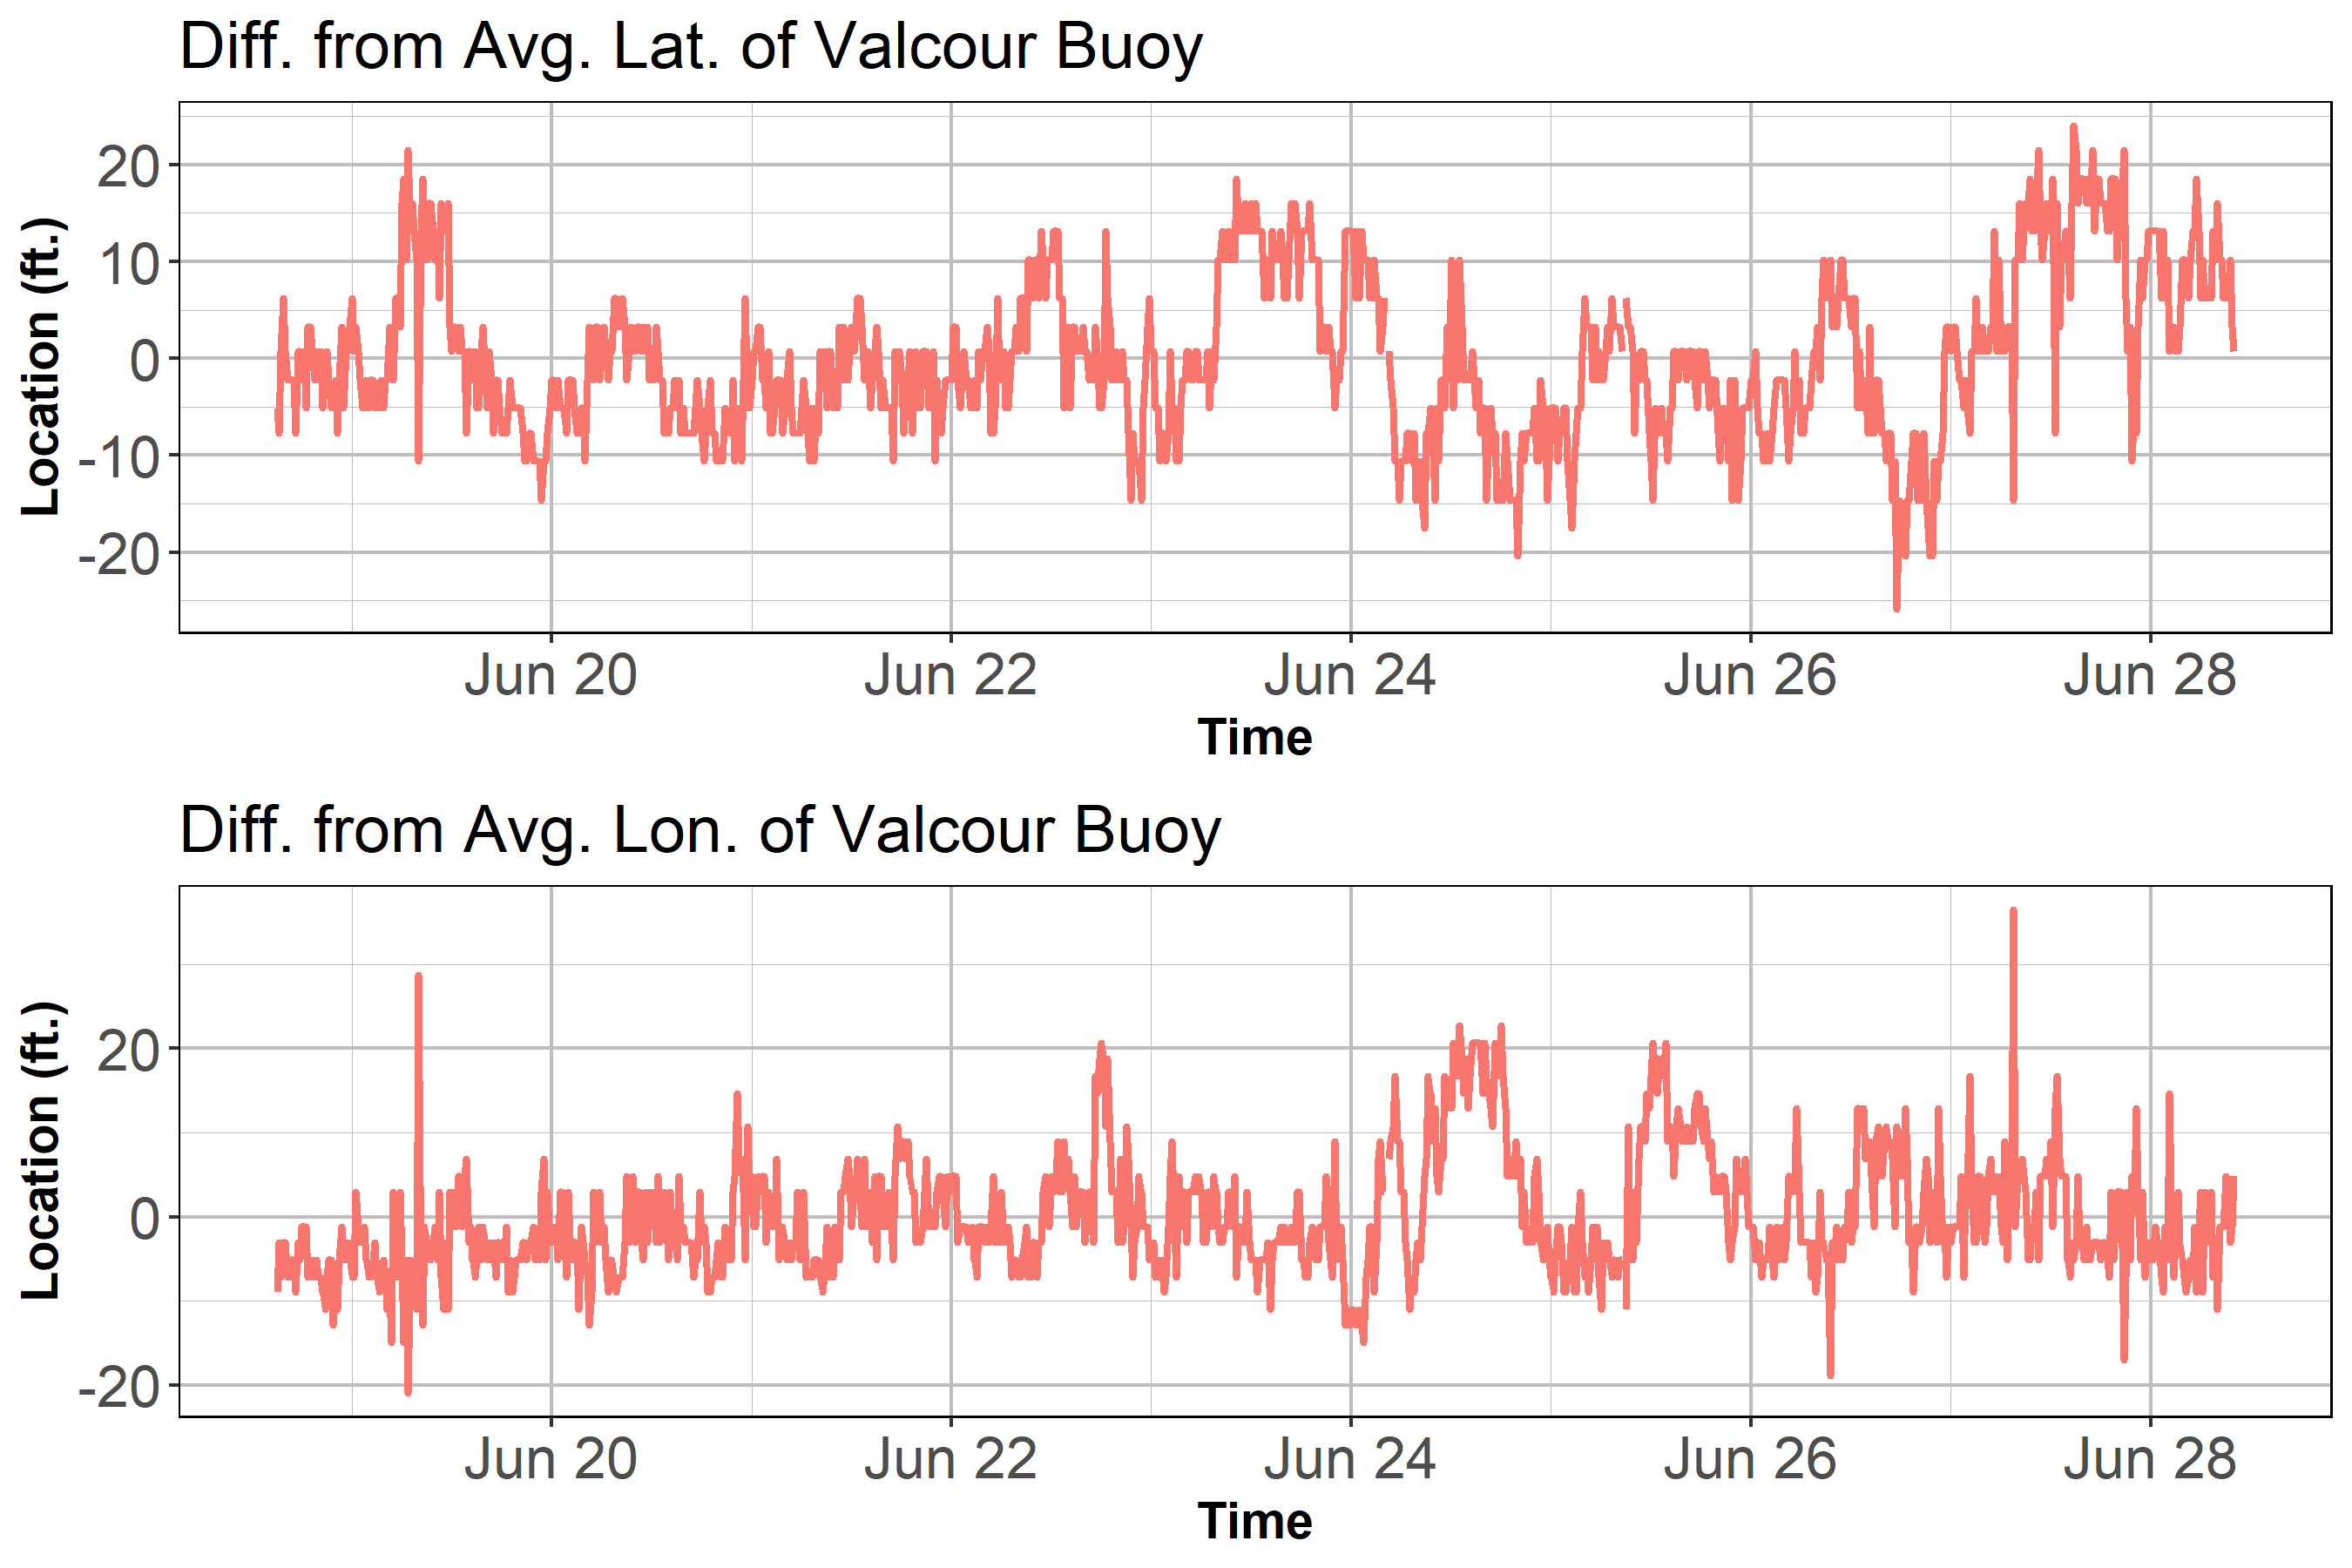 Diff. from Avg. Lat. of Valcour Buoy
Location (ft.)
20
10
0
-10
-20
Jun 20 Jun 22 Jun 24 Jun 26 Jun 28
Time
Diff. from Avg. Lon. of Valcour Buoy
Location (ft.)
20
0
-20
Jun 20 Jun 22 Jun 24 Jun 26 Jun 28
Time